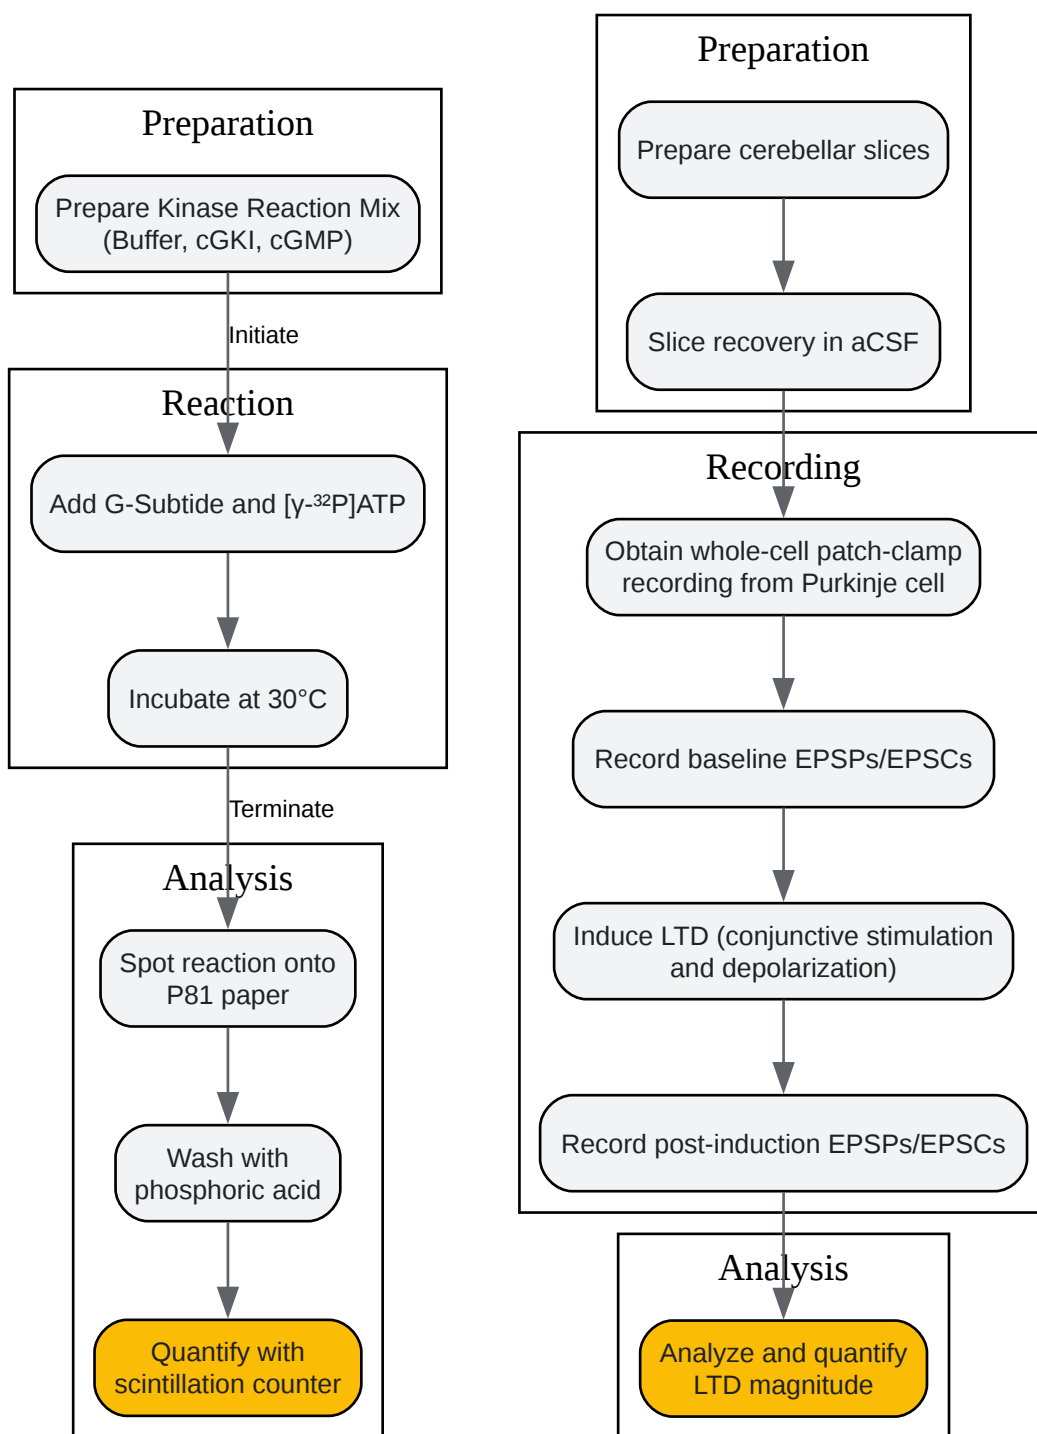 Preparation
Prepare Kinase Reaction Mix
(Buffer, cGKI, cGMP)
Initiate
Reaction
Add G-Subtide and [γ-³²P]ATP
Incubate at 30°C
Terminate
Analysis
Spot reaction onto
P81 paper
Wash with
phosphoric acid
Quantify with
scintillation counter
Preparation
Prepare cerebellar slices
Slice recovery in aCSF
Recording
Obtain whole-cell patch-clamp
recording from Purkinje cell
Record baseline EPSPs/EPSCs
Induce LTD (conjunctive stimulation
and depolarization)
Record post-induction EPSPs/EPSCs
Analysis
Analyze and quantify
LTD magnitude